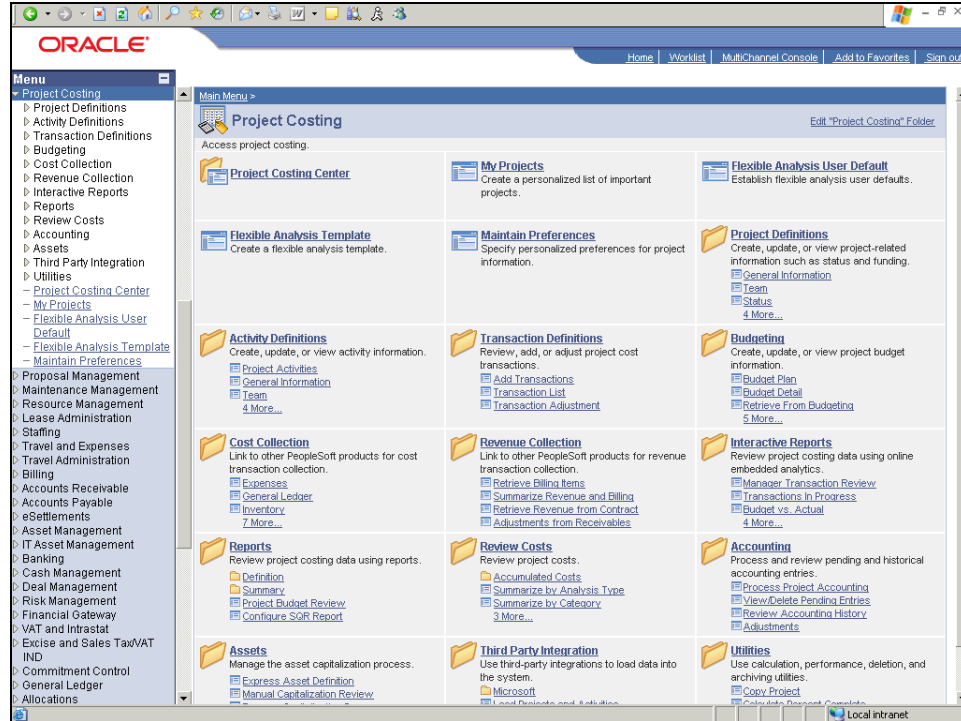 ORACLE'
Home
Worklist
MultiChannel Console
Add to Favorites
Sign out
Menu
Project Costing
Project Definitions
Activity Definitions
Transaction Definitions
Budgeting
Cost Collection
Revenue Collection
Interactive Reports
Reports
Review Costs
Accounting
Assets
Third Party Integration
Utilities
– Project Costing Center
– My Projects
– Flexible Analysis User
Default
– Flexible Analysis Template
– Maintain Preferences
Proposal Management
Maintenance Management
Resource Management
Lease Administration
Staffing
Travel and Expenses
Travel Administration
Billing
Accounts Receivable
Accounts Payable
eSettlements
Asset Management
IT Asset Management
Banking
Cash Management
Deal Management
Risk Management
Financial Gateway
VAT and Intrastat
Excise and Sales Tax/VAT
IND
Commitment Control
General Ledger
Allocations
Main Menu >
Project Costing
Edit "Project Costing" Folder
Access project costing.
Project Costing Center
My Projects
Create a personalized list of important
projects.
Flexible Analysis User Default
Establish flexible analysis user defaults.
Flexible Analysis Template
Create a flexible analysis template.
Maintain Preferences
Specify personalized preferences for project
information.
Project Definitions
Create, update, or view project-related
information such as status and funding.
General Information
Team
Status
4 More...
Activity Definitions
Create, update, or view activity information.
Project Activities
General Information
Team
4 More...
Transaction Definitions
Review, add, or adjust project cost
transactions.
Add Transactions
Transaction List
Transaction Adjustment
Budgeting
Create, update, or view project budget
information.
Budget Plan
Budget Detail
Retrieve From Budgeting
5 More...
Cost Collection
Link to other PeopleSoft products for cost
transaction collection.
Expenses
General Ledger
Inventory
7 More...
Revenue Collection
Link to other PeopleSoft products for revenue
transaction collection.
Retrieve Billing Items
Summarize Revenue and Billing
Retrieve Revenue from Contract
Adjustments from Receivables
Interactive Reports
Review project costing data using online
embedded analytics.
Manager Transaction Review
Transactions In Progress
Budget vs. Actual
4 More...
Reports
Review project costing data using reports.
Definition
Summary
Project Budget Review
Configure SQR Report
Review Costs
Review project costs.
Accumulated Costs
Summarize by Analysis Type
Summarize by Category
3 More...
Accounting
Process and review pending and historical
accounting entries.
Process Project Accounting
View/Delete Pending Entries
Review Accounting History
Adjustments
Assets
Manage the asset capitalization process.
Express Asset Definition
Manual Capitalization Review
Third Party Integration
Use third-party integrations to load data into
the system.
Microsoft
Load Projects and Activities
Utilities
Use calculation, performance, deletion, and
archiving utilities.
Copy Project
Calculate Percent Complete
Local intranet